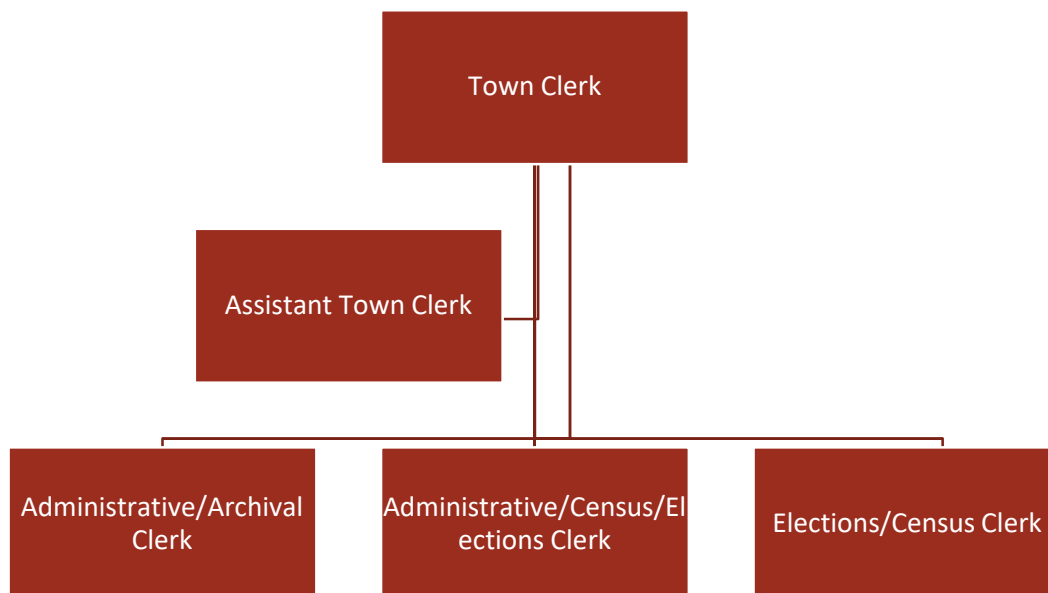 Town Clerk
Assistant Town Clerk
Administrative/Archival
Clerk
Administrative/Census/El
ections Clerk
Elections/Census Clerk